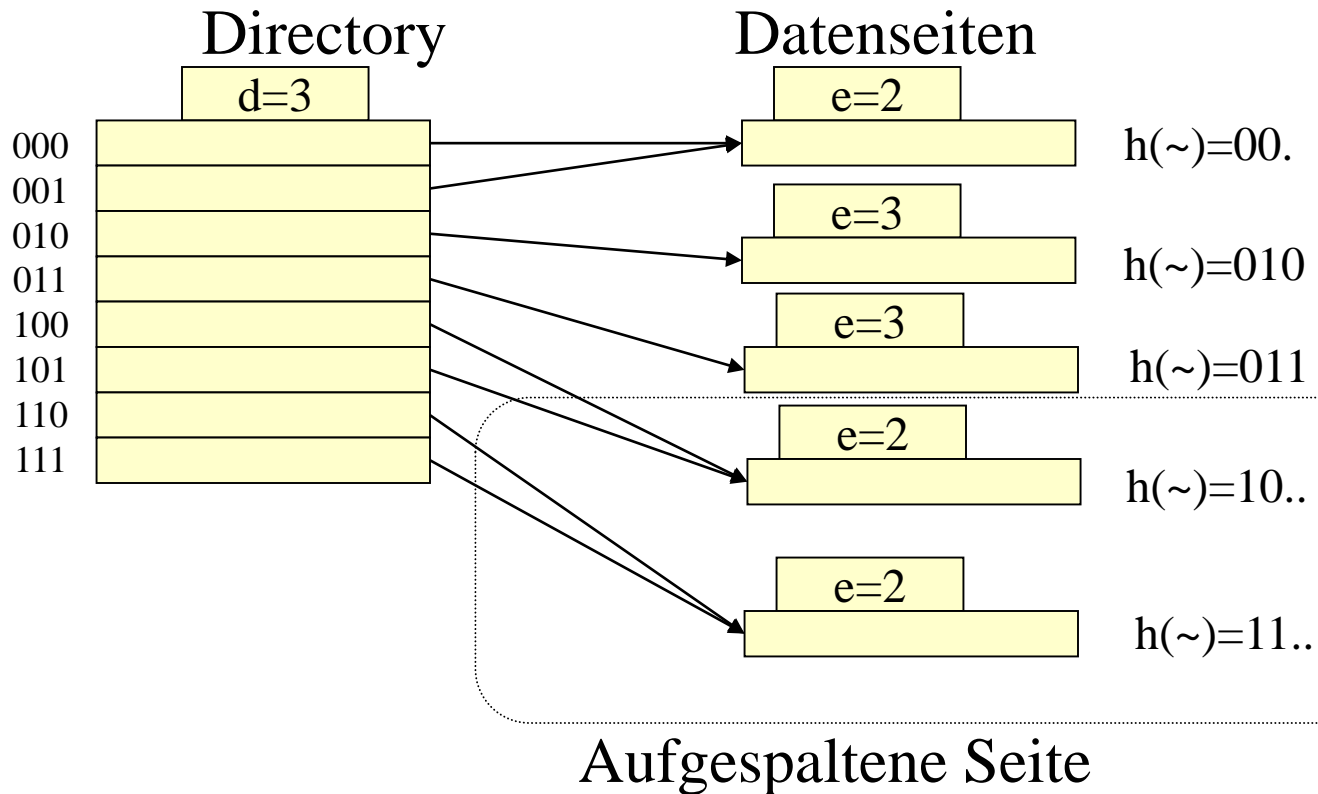 Directory
Datenseiten
d=3
000
001
010
011
100
101
110
111
e=2
h(~)=00.
e=3
h(~)=010
e=3
h(~)=011
e=2
h(~)=10..
e=2
h(~)=11..
Aufgespaltene Seite